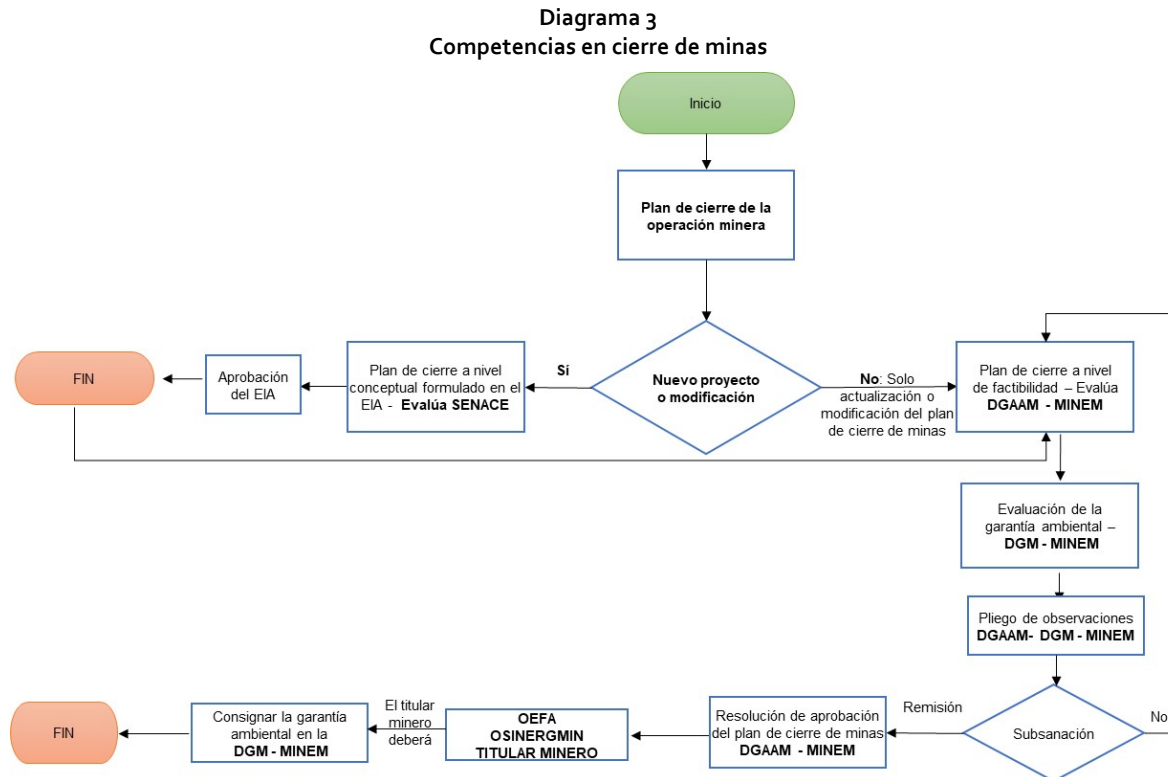 Diagrama 3
Competencias en cierre de minas
Inicio
Plan de cierre de la
operación minera
Nuevo proyecto
o modificación
Sí
Plan de cierre a nivel
conceptual formulado en el
EIA - Evalúa SENACE
Aprobación
del EIA
FIN
No: Solo
actualización o
modificación del plan
de cierre de minas
Plan de cierre a nivel
de factibilidad – Evalúa
DGAAM - MINEM
Evaluación de la
garantía ambiental –
DGM - MINEM
Pliego de observaciones
DGAAM- DGM - MINEM
Subsanación
No
Remisión
Resolución de aprobación
del plan de cierre de minas
DGAAM - MINEM
OEFA
OSINERGMIN
TITULAR MINERO
El titular
minero
deberá
Consignar la garantía
ambiental en la
DGM - MINEM
FIN